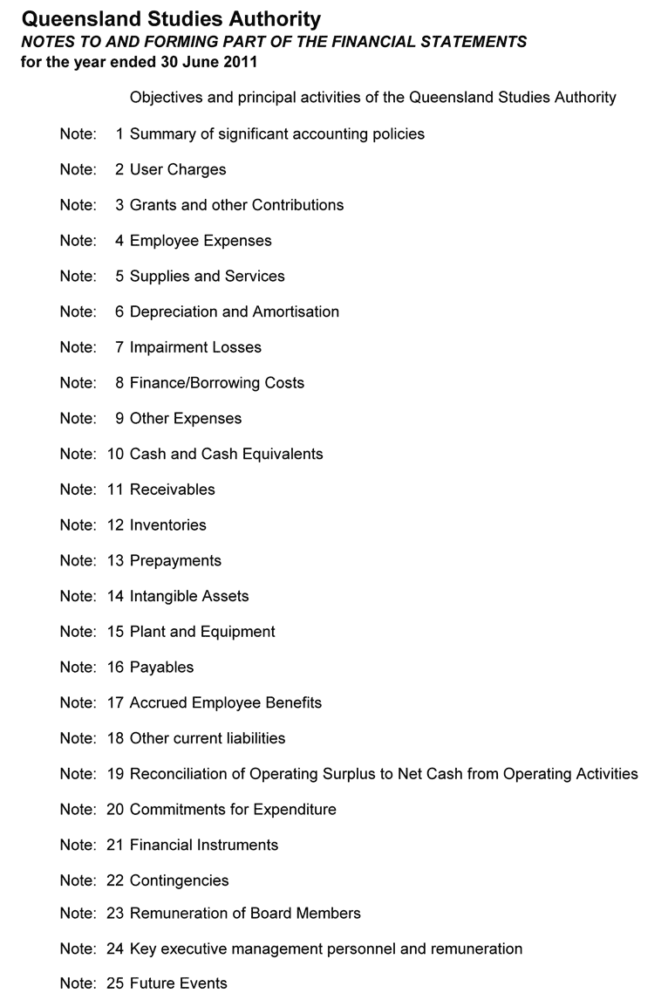 Queensland Studies Authority
NOTES TO AND FORMING PART OF THE FINANCIAL STATEMENTS
for the year ended 30 June 2011
Objectives and principal activities of the Queensland Studies Authority
Note: 1 Summary of significant accounting policies
Note: 2 User Charges
Note: 3 Grants and other Contributions
Note: 4 Employee Expenses
Note: 5 Supplies and Services
Note: 6 Depreciation and Amortisation
Note: 7 Impairment Losses
Note: 8 Finance/Borrowing Costs
Note: 9 Other Expenses
Note: 10 Cash and Cash Equivalents
Note: 11 Receivables
Note: 12 Inventories
Note: 13 Prepayments
Note: 14 Intangible Assets
Note: 15 Plant and Equipment
Note: 16 Payables
Note: 17 Accrued Employee Benefits
Note: 18 Other current liabilities
Note: 19 Reconciliation of Operating Surplus to Net Cash from Operating Activities
Note: 20 Commitments for Expenditure
Note: 21 Financial Instruments
Note: 22 Contingencies
Note: 23 Remuneration of Board Members
Note: 24 Key executive management personnel and remuneration
Note: 25 Future Events